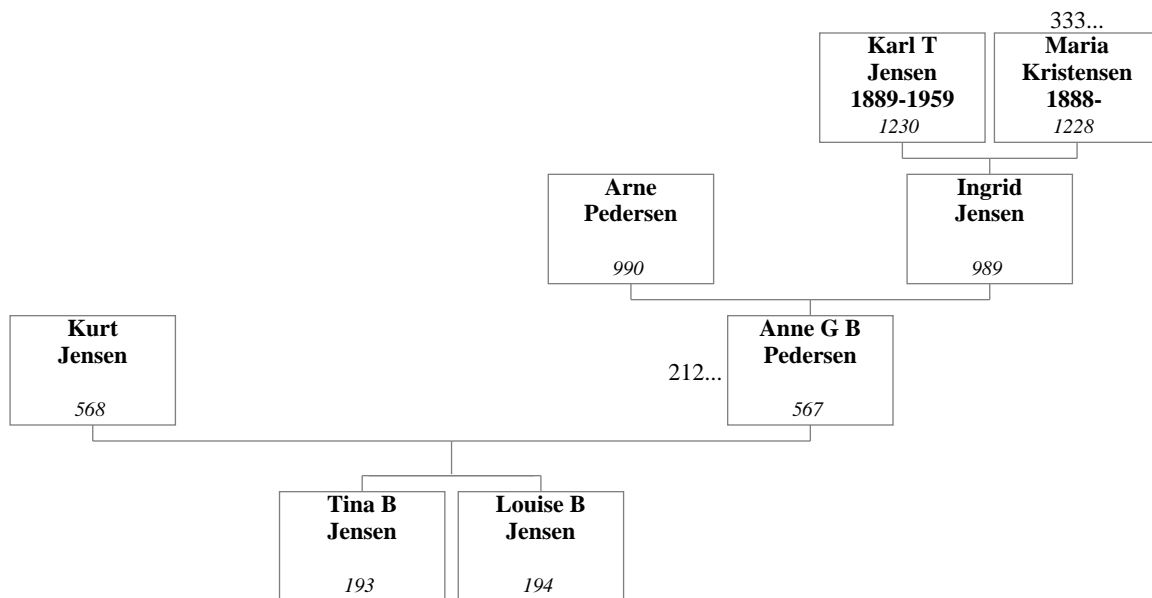 333...
Karl T
Jensen
1889-1959
1230
Maria
Kristensen
1888-
1228
Arne
Pedersen
990
Ingrid
Jensen
989
Kurt
Jensen
568
212...
Anne G B
Pedersen
567
Tina B
Jensen
193
Louise B
Jensen
194